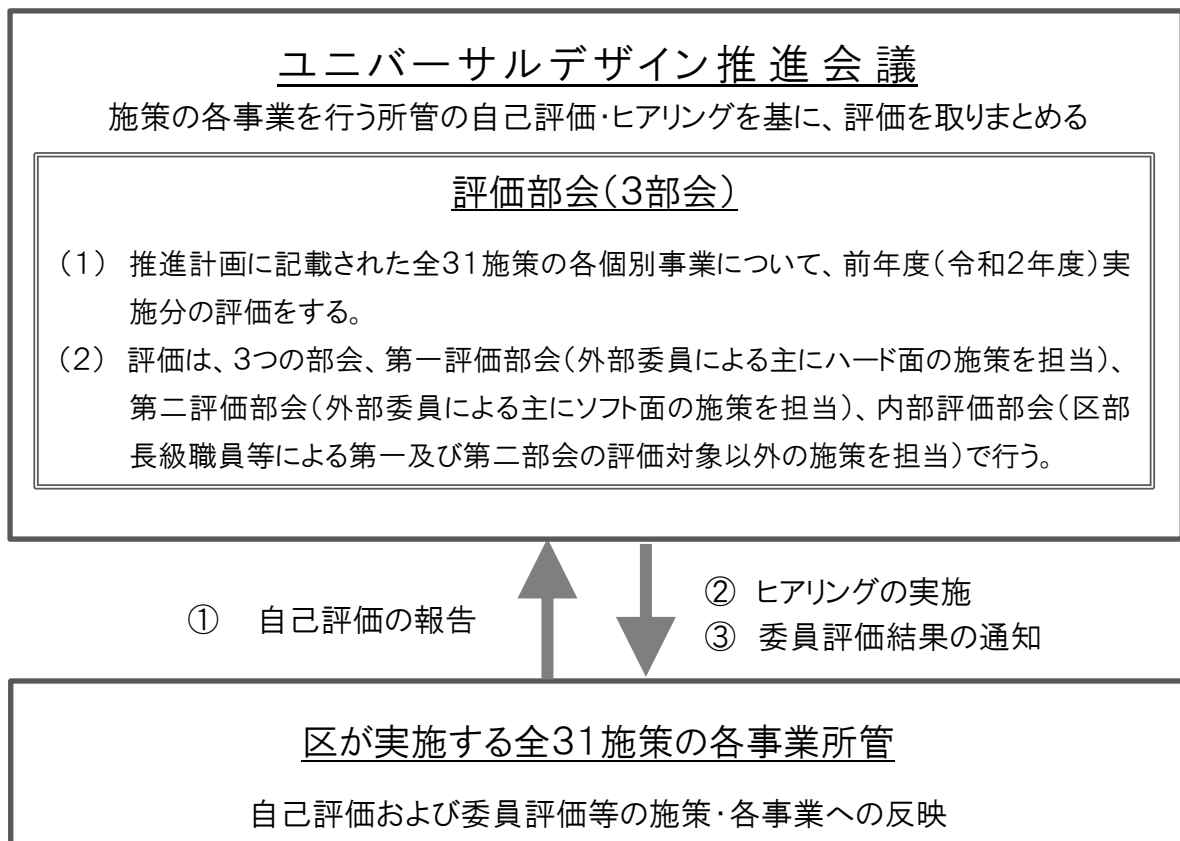 ユニバーサルデザイン推進会議
施策の各事業を行う所管の自己評価・ヒアリングを基に、評価を取りまとめる
評価部会(3部会)
(1) 推進計画に記載された全31施策の各個別事業について、前年度(令和2年度)実
施分の評価をする。
(2) 評価は、3つの部会、第一評価部会(外部委員による主にハード面の施策を担当)、
第二評価部会(外部委員による主にソフト面の施策を担当)、内部評価部会(区部
長級職員等による第一及び第二部会の評価対象以外の施策を担当)で行う。
① 自己評価の報告
② ヒアリングの実施
③ 委員評価結果の通知
区が実施する全31施策の各事業所管
自己評価および委員評価等の施策・各事業への反映